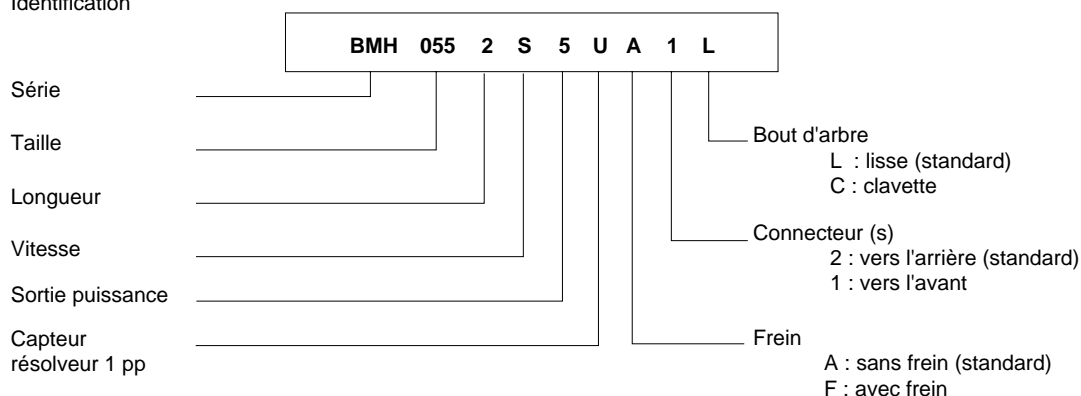 Identification
BMH 055 2 S 5 U A 1 L
Série
Taille
Longueur
Vitesse
Sortie puissance
Capteur
résolveur 1 pp
Bout d'arbre
L : lisse (standard)
C : clavette
Connecteur (s)
2 : vers l'arrière (standard)
1 : vers l'avant
Frein
A : sans frein (standard)
F : avec frein